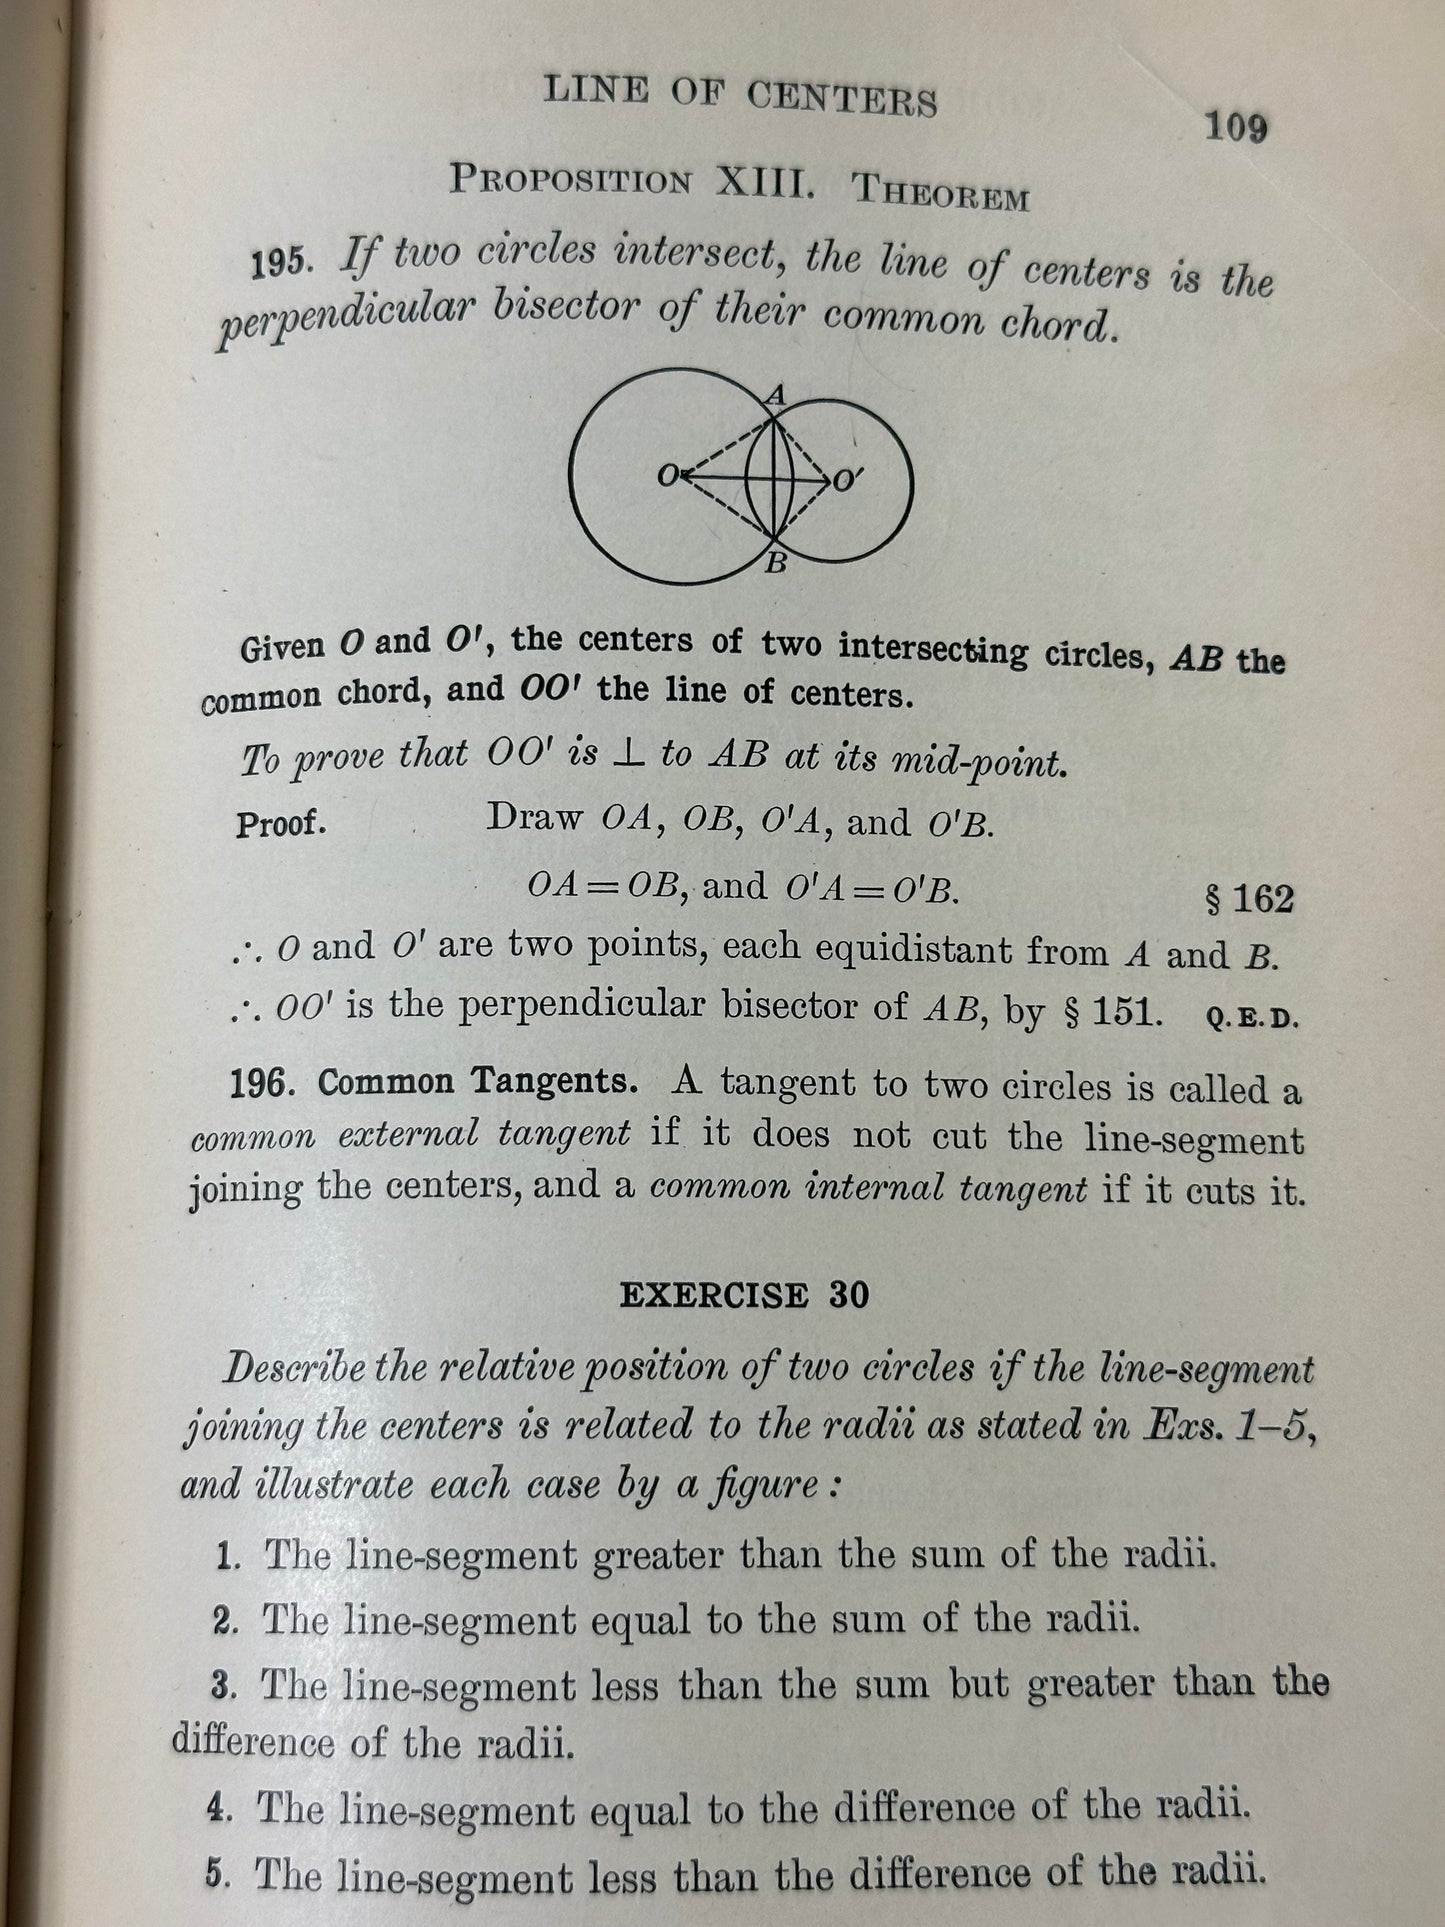 LINE OF CENTERS
109
PROPOSITION XIII. THEOREM
195. If two circles intersect, the line of centers is the
perpendicular bisector of their common chord.
A
O
O′
B
Given O and O′, the centers of two intersecting circles, AB the
common chord, and OO′ the line of centers.
To prove that OO′ is ⊥ to AB at its mid-point.
Proof. Draw OA, OB, O′A, and O′B.
OA = OB, and O′A = O′B. § 162
∴ O and O′ are two points, each equidistant from A and B.
∴ OO′ is the perpendicular bisector of AB, by § 151. Q.E.D.
196. Common Tangents. A tangent to two circles is called a
common external tangent if it does not cut the line-segment
joining the centers, and a common internal tangent if it cuts it.
EXERCISE 30
Describe the relative position of two circles if the line-segment
joining the centers is related to the radii as stated in Exs. 1–5,
and illustrate each case by a figure :
1. The line-segment greater than the sum of the radii.
2. The line-segment equal to the sum of the radii.
3. The line-segment less than the sum but greater than the
difference of the radii.
4. The line-segment equal to the difference of the radii.
5. The line-segment less than the difference of the radii.